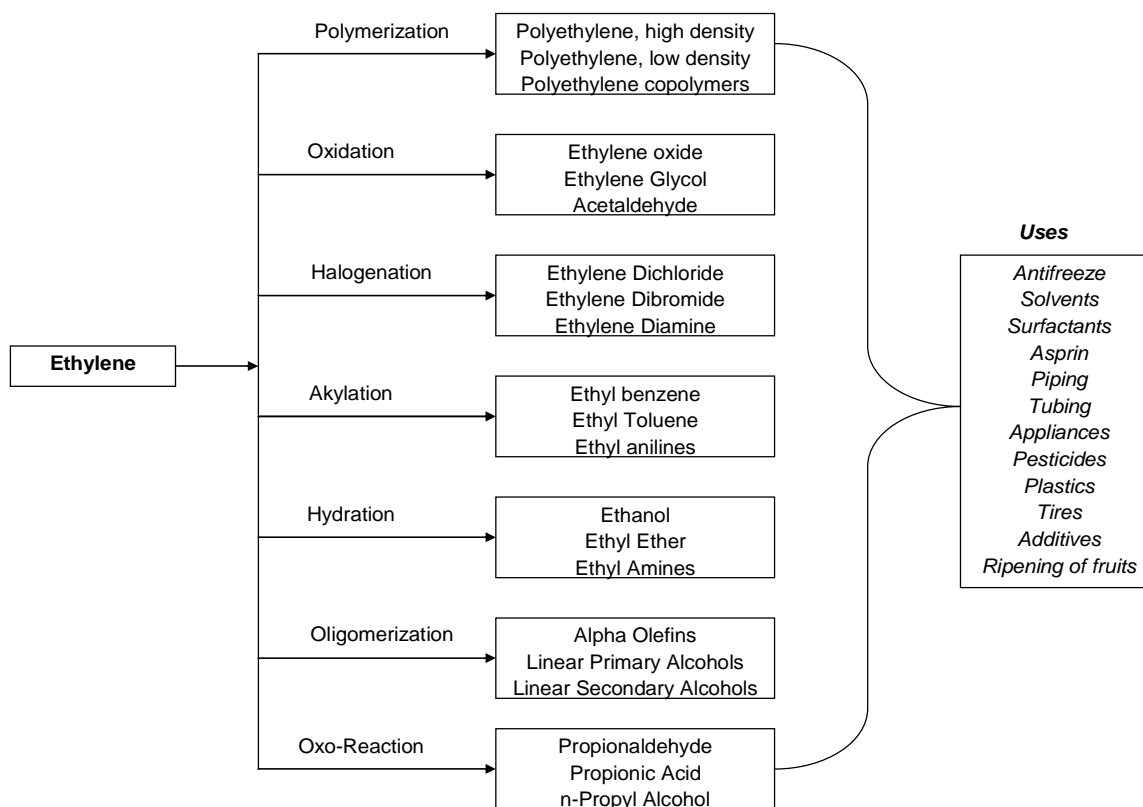 Polymerization
Polyethylene, high density
Polyethylene, low density
Polyethylene copolymers
Oxidation
Ethylene oxide
Ethylene Glycol
Acetaldehyde
Halogenation
Ethylene Dichloride
Ethylene Dibromide
Ethylene Diamine
Ethylene
Akylation
Ethyl benzene
Ethyl Toluene
Ethyl anilines
Hydration
Ethanol
Ethyl Ether
Ethyl Amines
Oligomerization
Alpha Olefins
Linear Primary Alcohols
Linear Secondary Alcohols
Oxo-Reaction
Propionaldehyde
Propionic Acid
n-Propyl Alcohol
Uses
Antifreeze
Solvents
Surfactants
Asprin
Piping
Tubing
Appliances
Pesticides
Plastics
Tires
Additives
Ripening of fruits